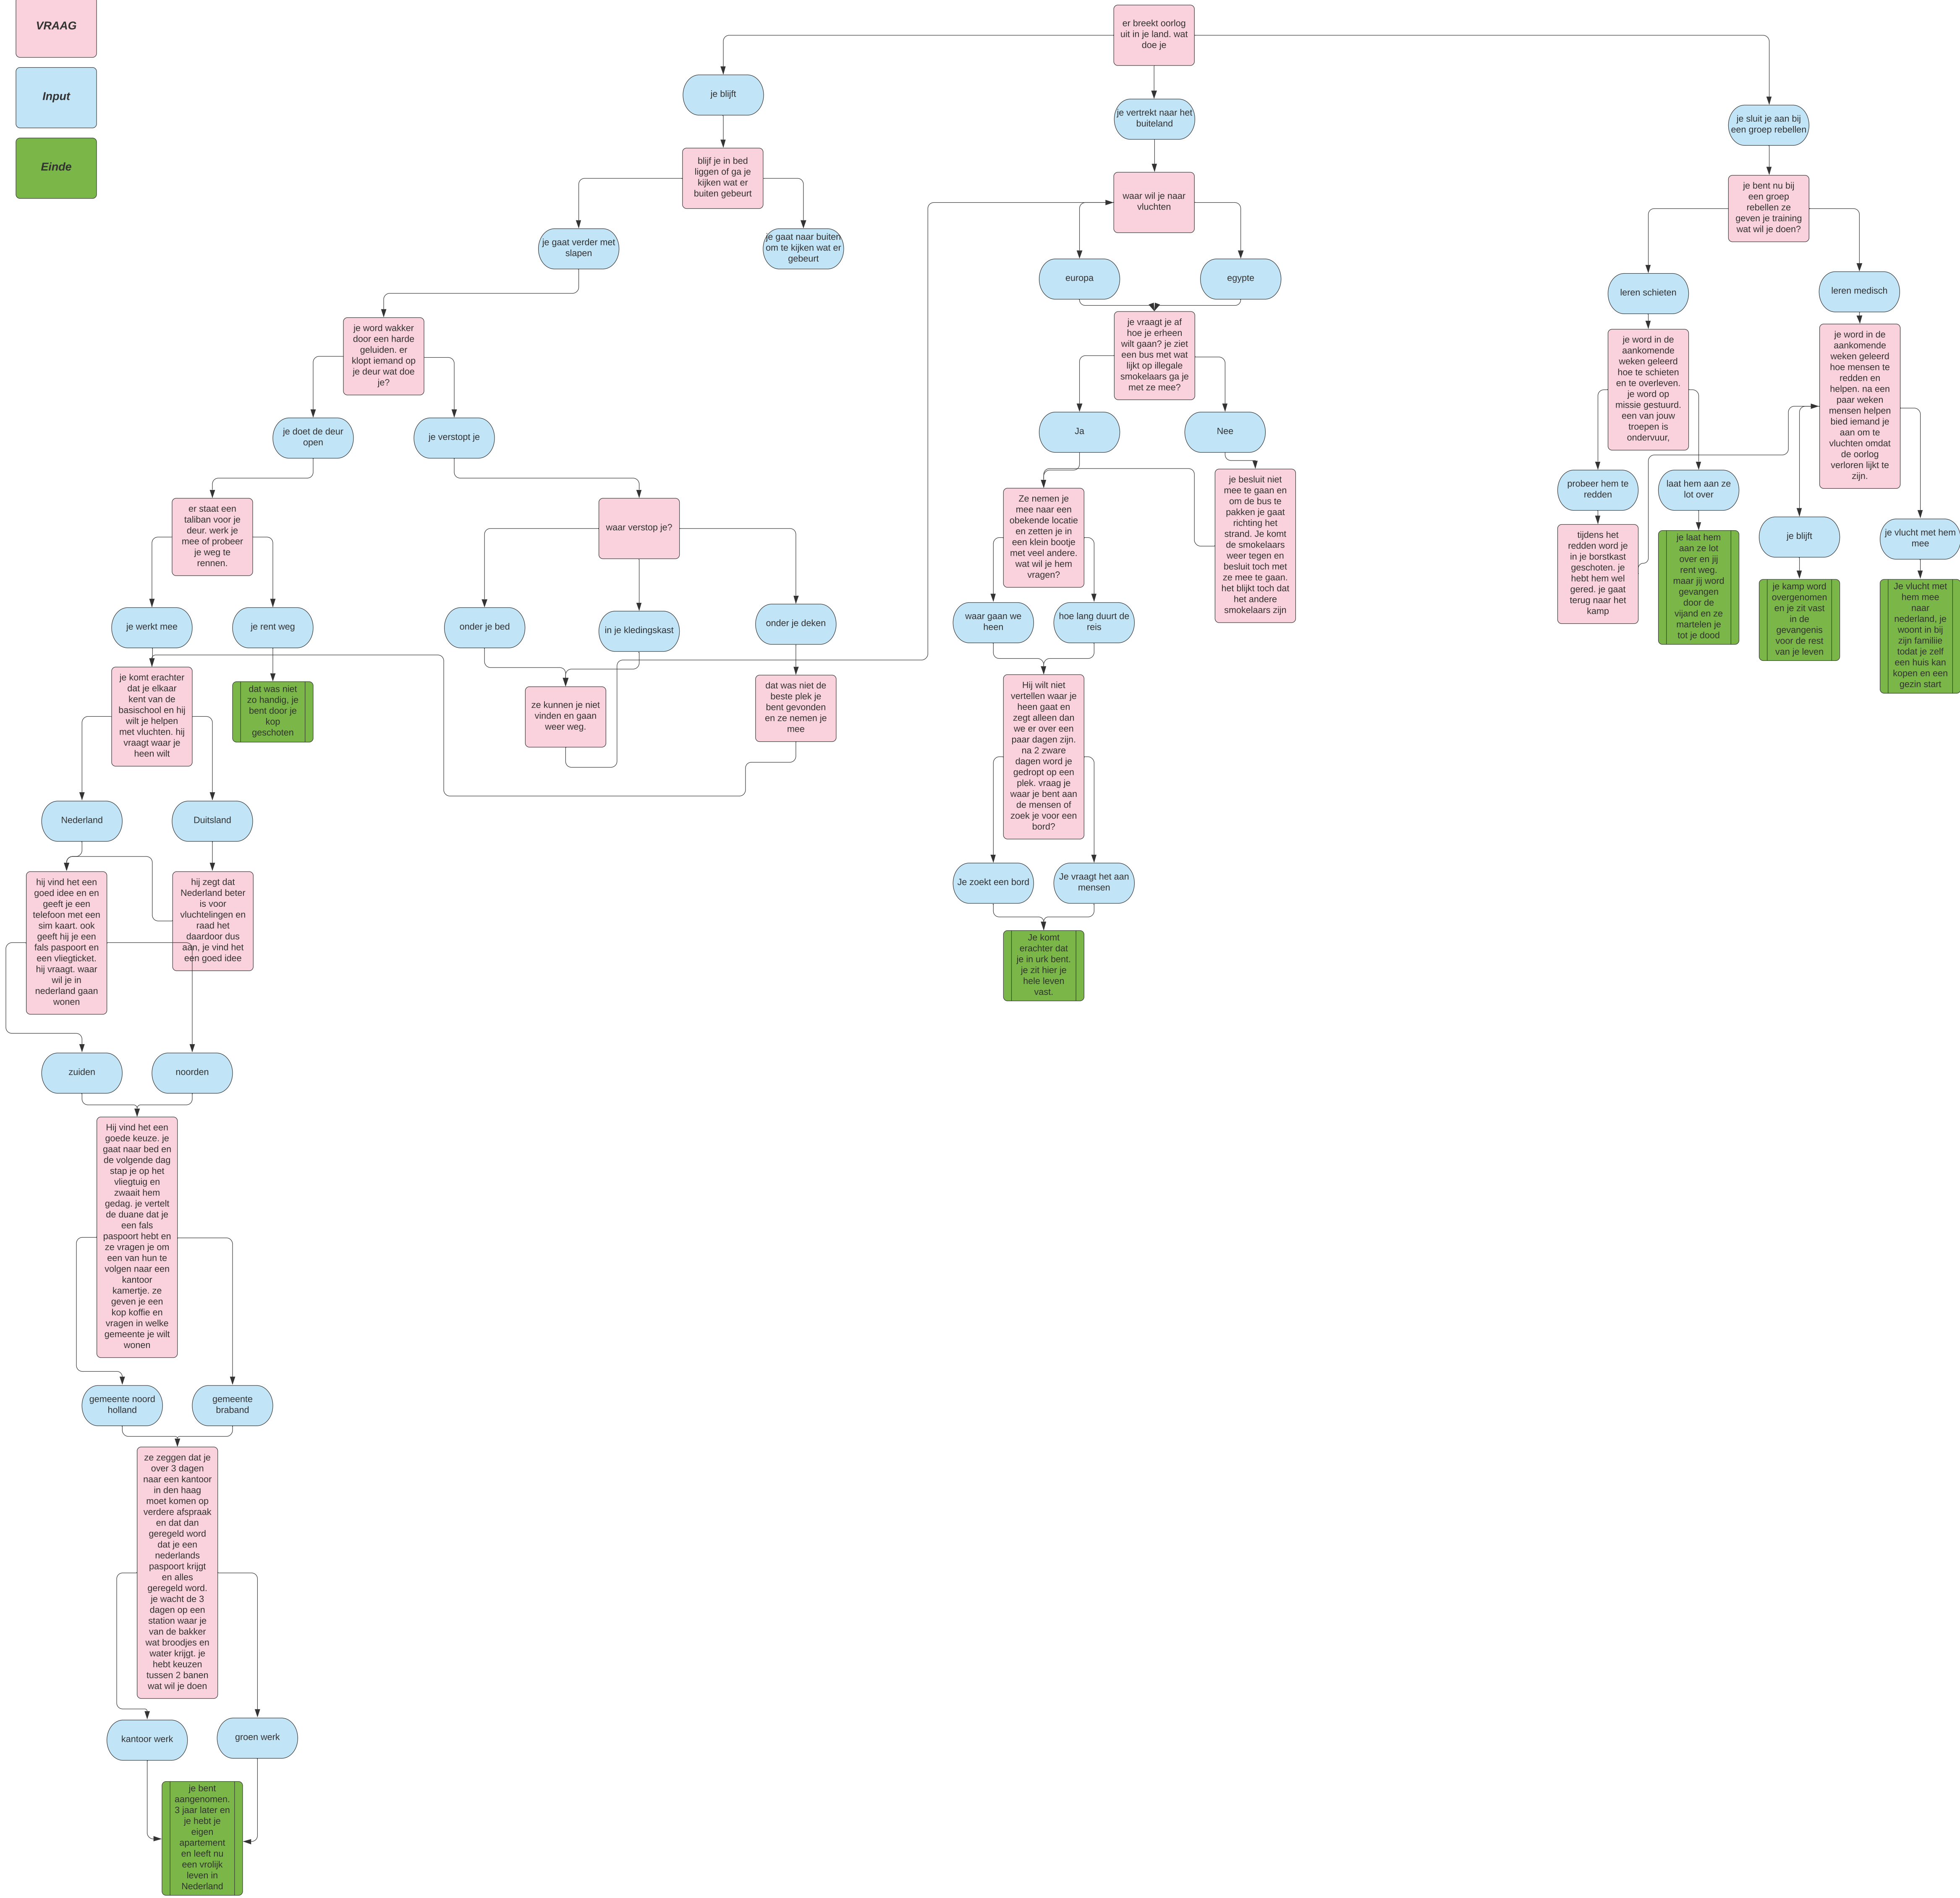 VRAAG
Input
Einde
er breekt oorlog
uit in je land. wat
doe je
je blijft
je vertrekt naar het
buiteland
je sluit je aan bij
een groep rebellen
blijf je in bed
liggen of ga je
kijken wat er
buiten gebeurt
waar wil je naar
vluchten
je bent nu bij
een groep
rebellen ze
geven je training
wat wil je doen?
je gaat verder met
slapen
je gaat naar buiten
om te kijken wat er
gebeurt
europa
egypte
leren schieten
leren medisch
je word wakker
door een harde
geluiden. er
klopt iemand op
je deur wat doe
je?
je vraagt je af
hoe je erheen
wilt gaan? je ziet
een bus met wat
lijkt op illegale
smokelaars ga je
met ze mee?
je word in de
aankomende
weken geleerd
hoe te schieten
en te overleven.
je word op
missie gestuurd.
een van jouw
troepen is
ondervuur,
je word in de
aankomende
weken geleerd
hoe mensen te
redden en
helpen. na een
paar weken
mensen helpen
bied iemand je
aan om te
vluchten omdat
de oorlog
verloren lijkt te
zijn.
je doet de deur
open
je verstopt je
Ja
Nee
er staat een
taliban voor je
deur. werk je
mee of probeer
je weg te
rennen.
waar verstop je?
Ze nemen je
mee naar een
obekende locatie
en zetten je in
een klein bootje
met veel andere.
wat wil je hem
vragen?
je besluit niet
mee te gaan en
om de bus te
pakken je gaat
richting het
strand. Je komt
de smokelaars
weer tegen en
besluit toch met
ze mee te gaan.
het blijkt toch dat
het andere
smokelaars zijn
probeer hem te
redden
laat hem aan ze
lot over
je blijft
je vlucht met hem
mee
tijdens het
redden word je
in je borstkast
geschoten. je
hebt hem wel
gered. je gaat
terug naar het
kamp
je laat hem
aan ze lot
over en jij
rent weg.
maar jij word
gevangen
door de
vijand en ze
martelen je
tot je dood
je kamp word
overgenomen
en je zit vast
in de
gevangenis
voor de rest
van je leven
Je vlucht met
hem mee
naar
nederland, je
woont in bij
zijn familiie
todat je zelf
een huis kan
kopen en een
gezin start
je werkt mee
je rent weg
onder je bed
in je kledingskast
onder je deken
waar gaan we
heen
hoe lang duurt de
reis
je komt erachter
dat je elkaar
kent van de
basischool en hij
wilt je helpen
met vluchten. hij
vraagt waar je
heen wilt
dat was niet
zo handig, je
bent door je
kop
geschoten
ze kunnen je niet
vinden en gaan
weer weg.
dat was niet de
beste plek je
bent gevonden
en ze nemen je
mee
Hij wilt niet
vertellen waar je
heen gaat en
zegt alleen dan
we er over een
paar dagen zijn.
na 2 zware
dagen word je
gedropt op een
plek. vraag je
waar je bent aan
de mensen of
zoek je voor een
bord?
Nederland
Duitsland
Je zoekt een bord
Je vraagt het aan
mensen
hij vind het een
goed idee en en
geeft je een
telefoon met een
sim kaart. ook
geeft hij je een
fals paspoort en
een vliegticket.
hij vraagt. waar
wil je in
nederland gaan
wonen
hij zegt dat
Nederland beter
is voor
vluchtelingen en
raad het
daardoor dus
aan, je vind het
een goed idee
Je komt
erachter dat
je in urk bent.
je zit hier je
hele leven
vast.
zuiden
noorden
Hij vind het een
goede keuze. je
gaat naar bed en
de volgende dag
stap je op het
vliegtuig en
zwaait hem
gedag. je vertelt
de duane dat je
een fals
paspoort hebt en
ze vragen je om
een van hun te
volgen naar een
kantoor
kamertje. ze
geven je een
kop koffie en
vragen in welke
gemeente je wilt
wonen
gemeente noord
holland
gemeente
braband
ze zeggen dat je
over 3 dagen
naar een kantoor
in den haag
moet komen op
verdere afspraak
en dat dan
geregeld word
dat je een
nederlands
paspoort krijgt
en alles
geregeld word.
je wacht de 3
dagen op een
station waar je
van de bakker
wat broodjes en
water krijgt. je
hebt keuzen
tussen 2 banen
wat wil je doen
kantoor werk
groen werk
je bent
aangenomen.
3 jaar later en
je hebt je
eigen
apartement
en leeft nu
een vrolijk
leven in
Nederland